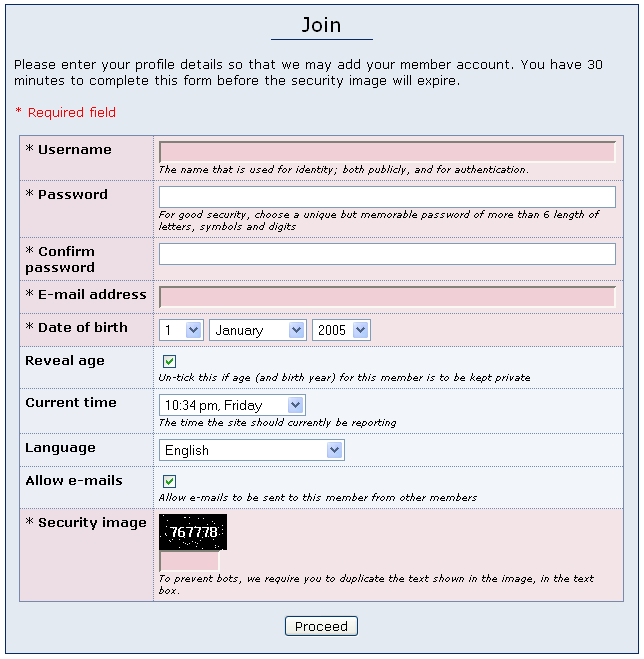 Join
Please enter your profile details so that we may add your member account. You have 30
minutes to complete this form before the security image will expire.
* Required field
* Username
The name that is used for identity; both publicly, and for authentication.
* Password
For good security, choose a unique but memorable password of more than 6 length of
letters, symbols and digits
* Confirm
password
* E-mail address
* Date of birth
1 January 2005
Reveal age
Un-tick this if age (and birth year) for this member is to be kept private
Current time
10:34 pm, Friday
The time the site should currently be reporting
Language
English
Allow e-mails
Allow e-mails to be sent to this member from other members
* Security image
767778
To prevent bots, we require you to duplicate the text shown in the image, in the text
box.
Proceed